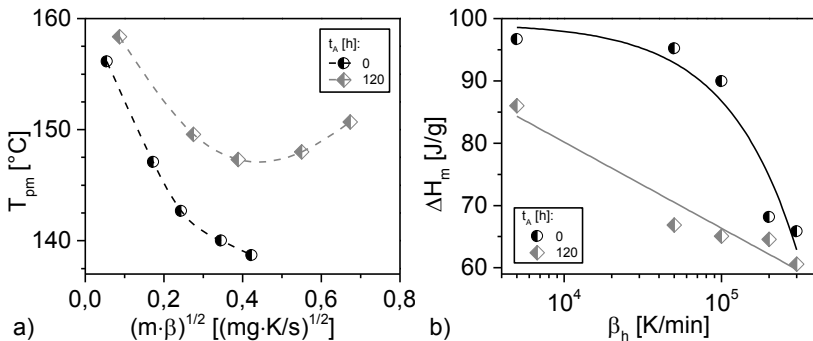 160
155
150
140
T_pm [°C]
t_A [h]:
0
120
0,0 0,2 0,4 0,6 0,8
a)
(m·β)^1/2 [(mg·K/s)^1/2]
100
90
80
70
60
ΔH_m [J/g]
t_A [h]:
0
120
10^4 10^5
b)
β_h [K/min]